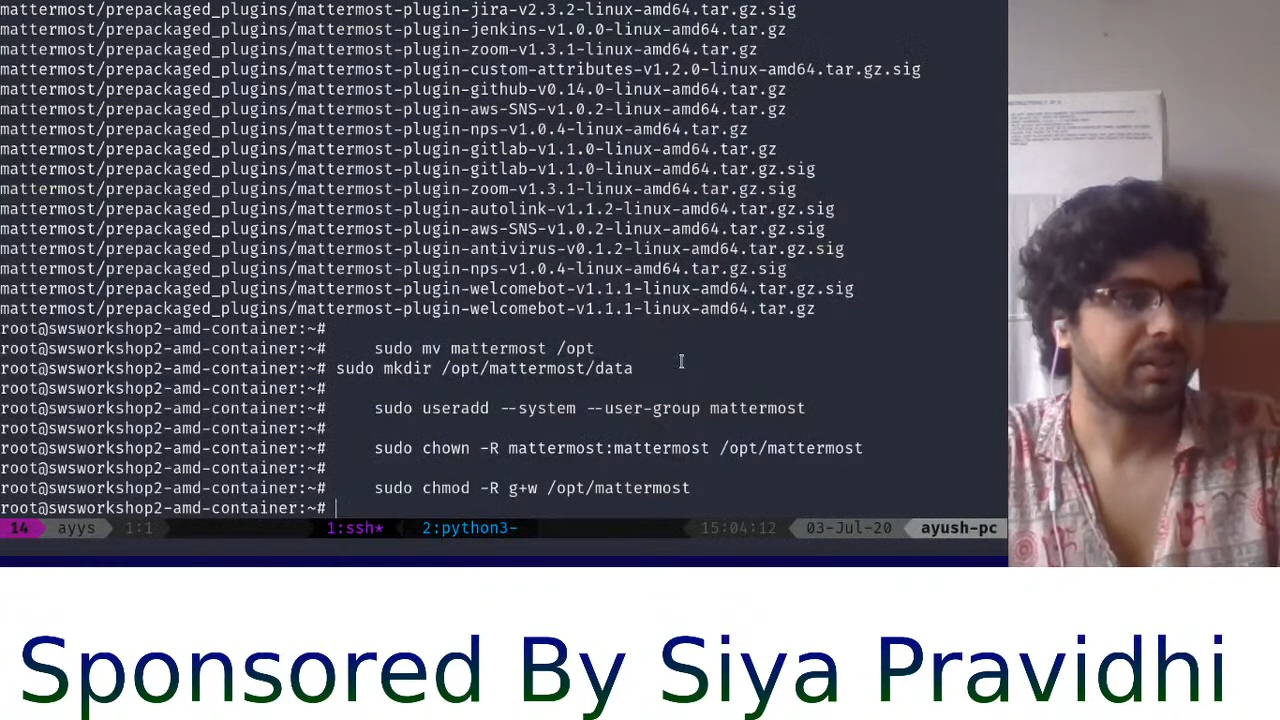 mattermost/prepackaged_plugins/mattermost-plugin-jira-v2.3.2-linux-amd64.tar.gz.sig
mattermost/prepackaged_plugins/mattermost-plugin-jenkins-v1.0.0-linux-amd64.tar.gz
mattermost/prepackaged_plugins/mattermost-plugin-zoom-v1.3.1-linux-amd64.tar.gz
mattermost/prepackaged_plugins/mattermost-plugin-custom-attributes-v1.2.0-linux-amd64.tar.gz.sig
mattermost/prepackaged_plugins/mattermost-plugin-github-v0.14.0-linux-amd64.tar.gz
mattermost/prepackaged_plugins/mattermost-plugin-aws-SNS-v1.0.2-linux-amd64.tar.gz
mattermost/prepackaged_plugins/mattermost-plugin-nps-v1.0.4-linux-amd64.tar.gz
mattermost/prepackaged_plugins/mattermost-plugin-gitlab-v1.1.0-linux-amd64.tar.gz
mattermost/prepackaged_plugins/mattermost-plugin-gitlab-v1.1.0-linux-amd64.tar.gz.sig
mattermost/prepackaged_plugins/mattermost-plugin-zoom-v1.3.1-linux-amd64.tar.gz.sig
mattermost/prepackaged_plugins/mattermost-plugin-autolink-v1.1.2-linux-amd64.tar.gz.sig
mattermost/prepackaged_plugins/mattermost-plugin-aws-SNS-v1.0.2-linux-amd64.tar.gz.sig
mattermost/prepackaged_plugins/mattermost-plugin-antivirus-v0.1.2-linux-amd64.tar.gz.sig
mattermost/prepackaged_plugins/mattermost-plugin-nps-v1.0.4-linux-amd64.tar.gz.sig
mattermost/prepackaged_plugins/mattermost-plugin-welcomebot-v1.1.1-linux-amd64.tar.gz.sig
mattermost/prepackaged_plugins/mattermost-plugin-welcomebot-v1.1.1-linux-amd64.tar.gz
root@swsworkshop2-amd-container:~#
root@swsworkshop2-amd-container:~#     sudo mv mattermost /opt
root@swsworkshop2-amd-container:~# sudo mkdir /opt/mattermost/data
root@swsworkshop2-amd-container:~#
root@swsworkshop2-amd-container:~#     sudo useradd --system --user-group mattermost
root@swsworkshop2-amd-container:~#
root@swsworkshop2-amd-container:~#     sudo chown -R mattermost:mattermost /opt/mattermost
root@swsworkshop2-amd-container:~#
root@swsworkshop2-amd-container:~#     sudo chmod -R g+w /opt/mattermost
root@swsworkshop2-amd-container:~#
14 ayys 1:1 1:ssh* 2:python3- 15:04:12 03-Jul-20 ayush-pc
Sponsored By Siya Pravidhi